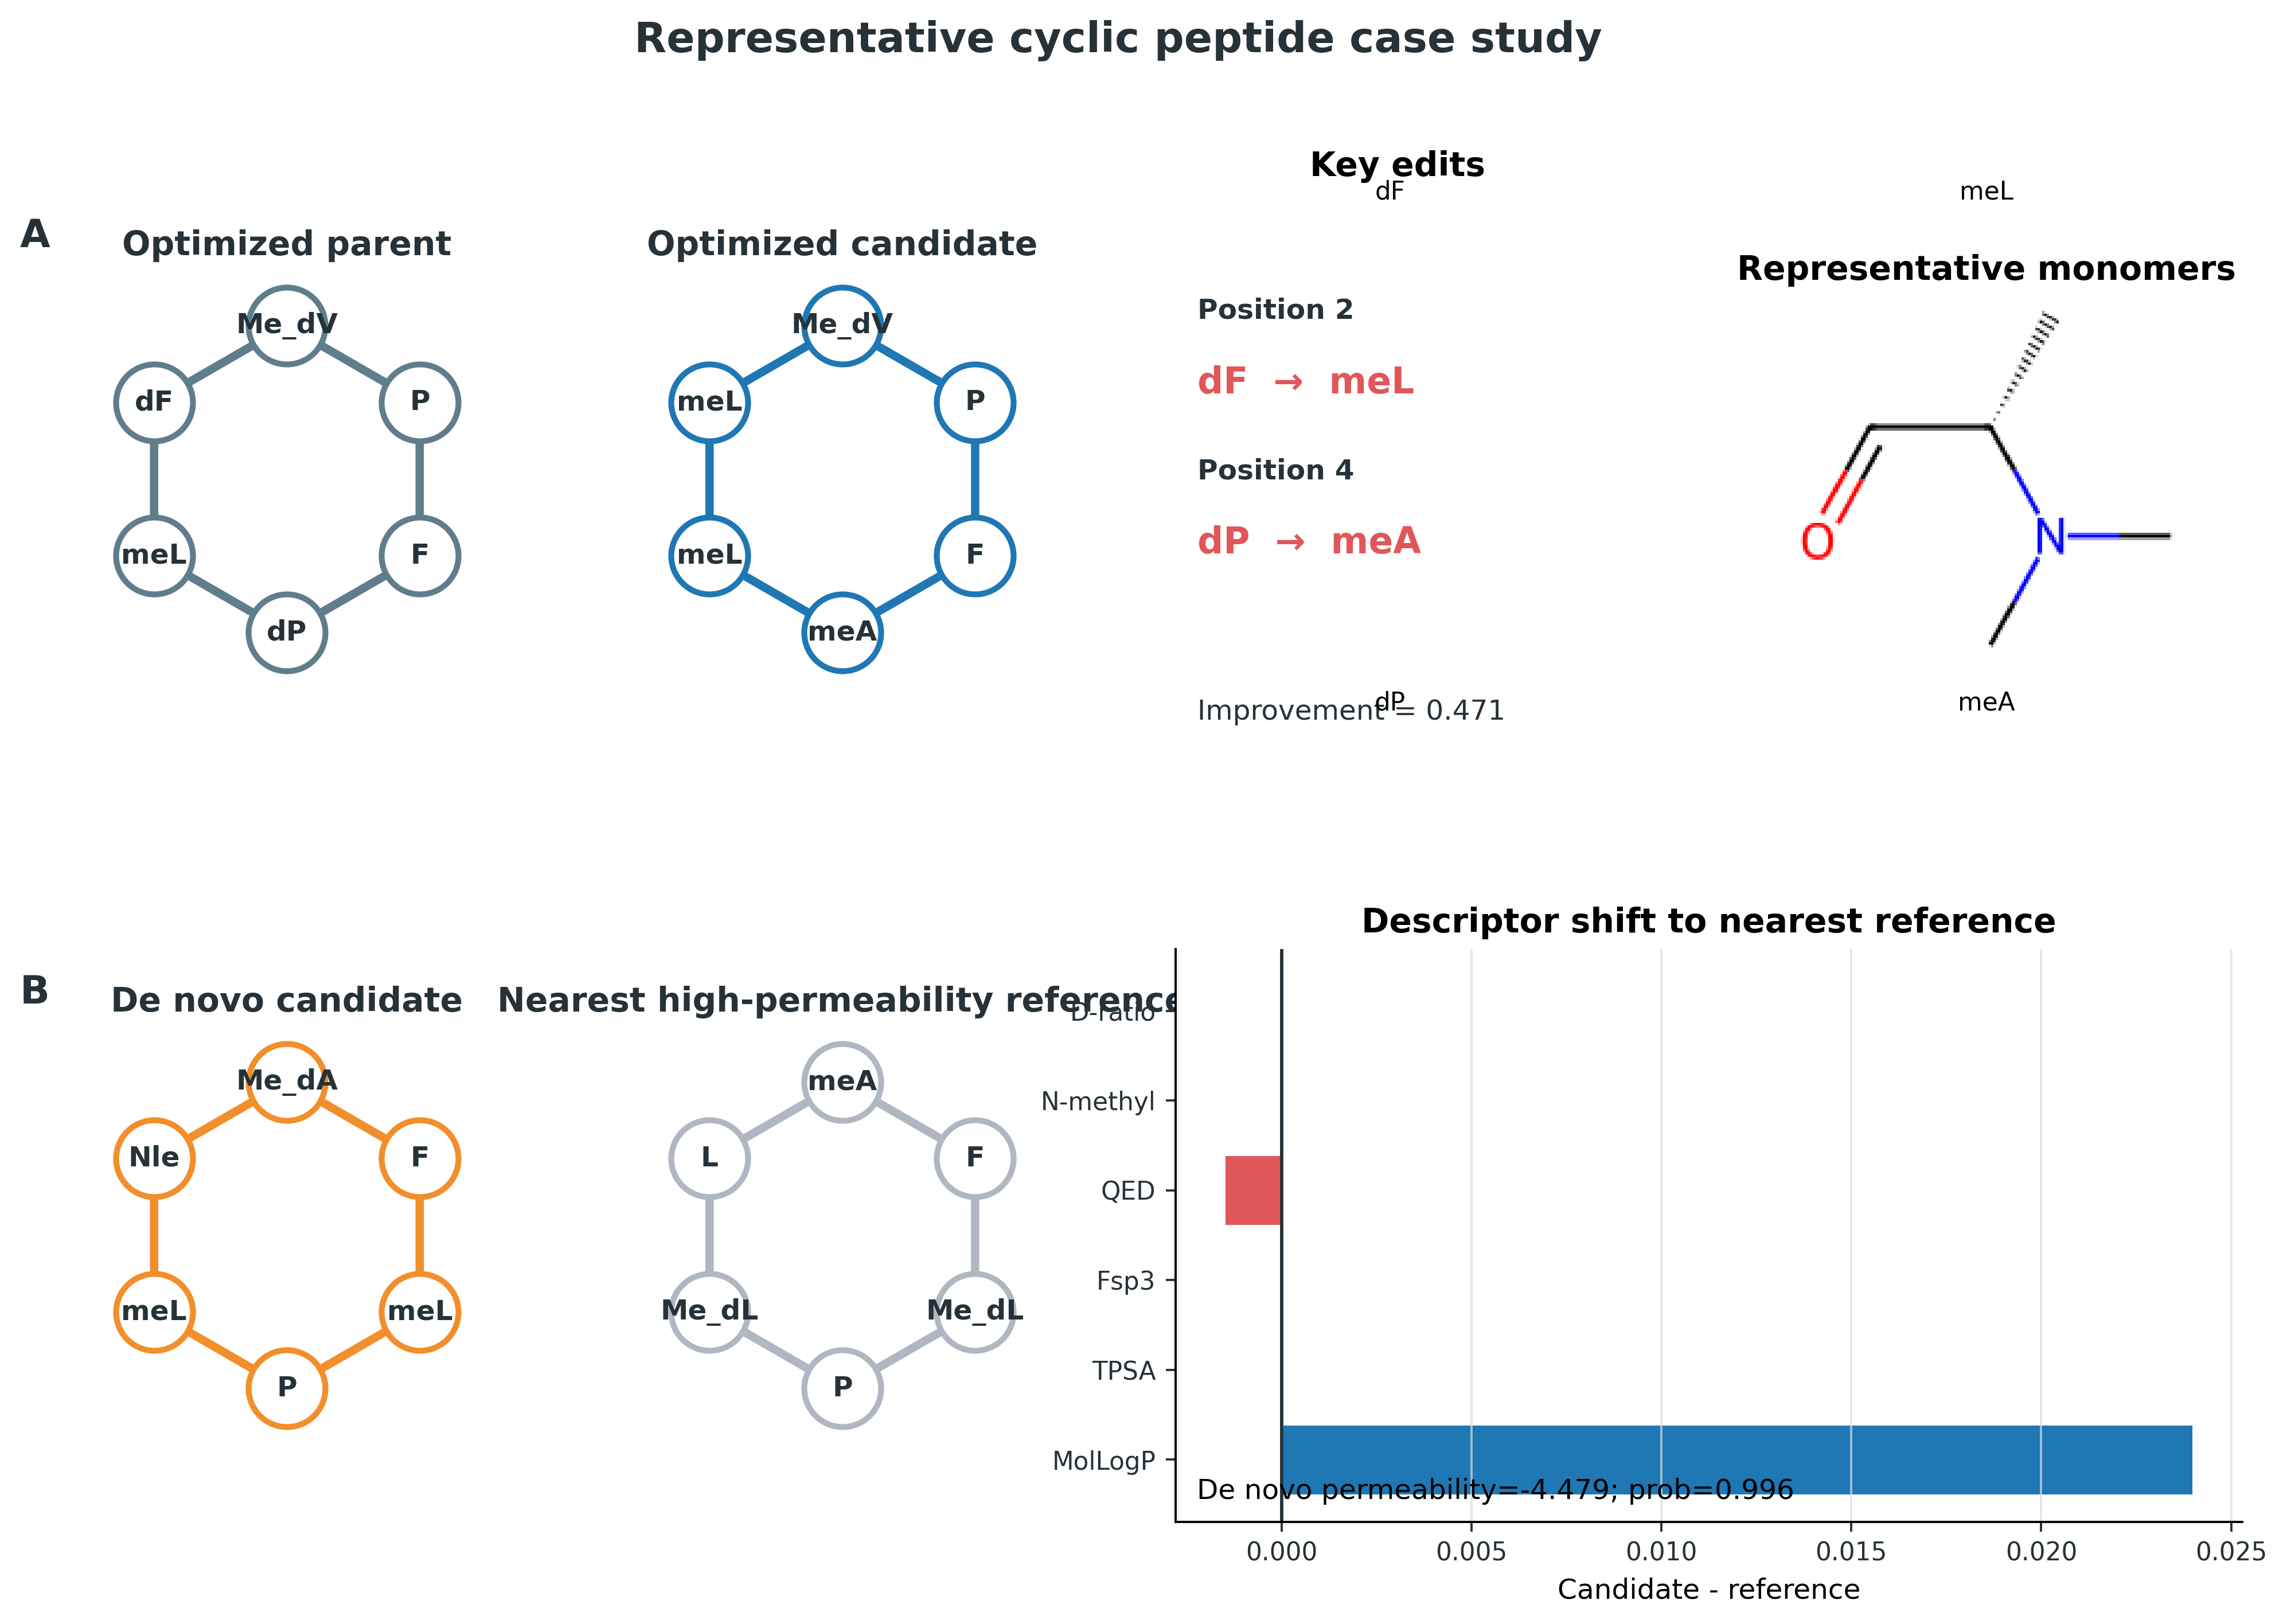 Representative cyclic peptide case study
A
Optimized parent
Me_dV
dF
P
meL
F
dP
Optimized candidate
Me_dV
meL
P
meL
F
meA
Key edits
dF
Position 2
dF → meL
Position 4
dP → meA
dP
Improvement = 0.471
meL
Representative monomers
O
N
meA
B
De novo candidate
Me_dA
Nle
F
meL
meL
P
Nearest high-permeability reference
meA
L
F
Me_dL
Me_dL
P
Descriptor shift to nearest reference
D-ratio
N-methyl
QED
Fsp3
TPSA
MolLogP
De novo permeability=-4.479; prob=0.996
0.000 0.005 0.010 0.015 0.020 0.025
Candidate - reference